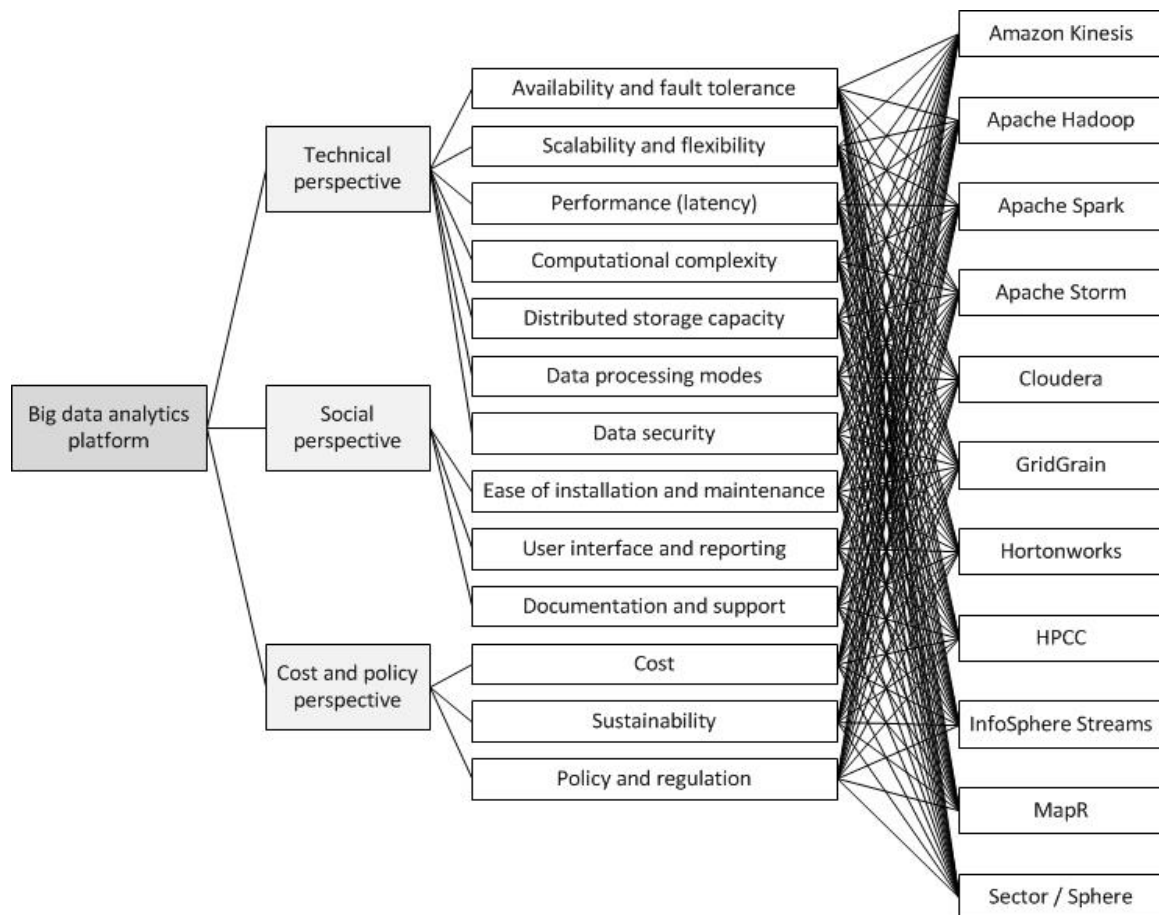 Big data analytics
platform
Technical
perspective
Social
perspective
Cost and policy
perspective
Availability and fault tolerance
Scalability and flexibility
Performance (latency)
Computational complexity
Distributed storage capacity
Data processing modes
Data security
Ease of installation and maintenance
User interface and reporting
Documentation and support
Cost
Sustainability
Policy and regulation
Amazon Kinesis
Apache Hadoop
Apache Spark
Apache Storm
Cloudera
GridGrain
Hortonworks
HPCC
InfoSphere Streams
MapR
Sector / Sphere